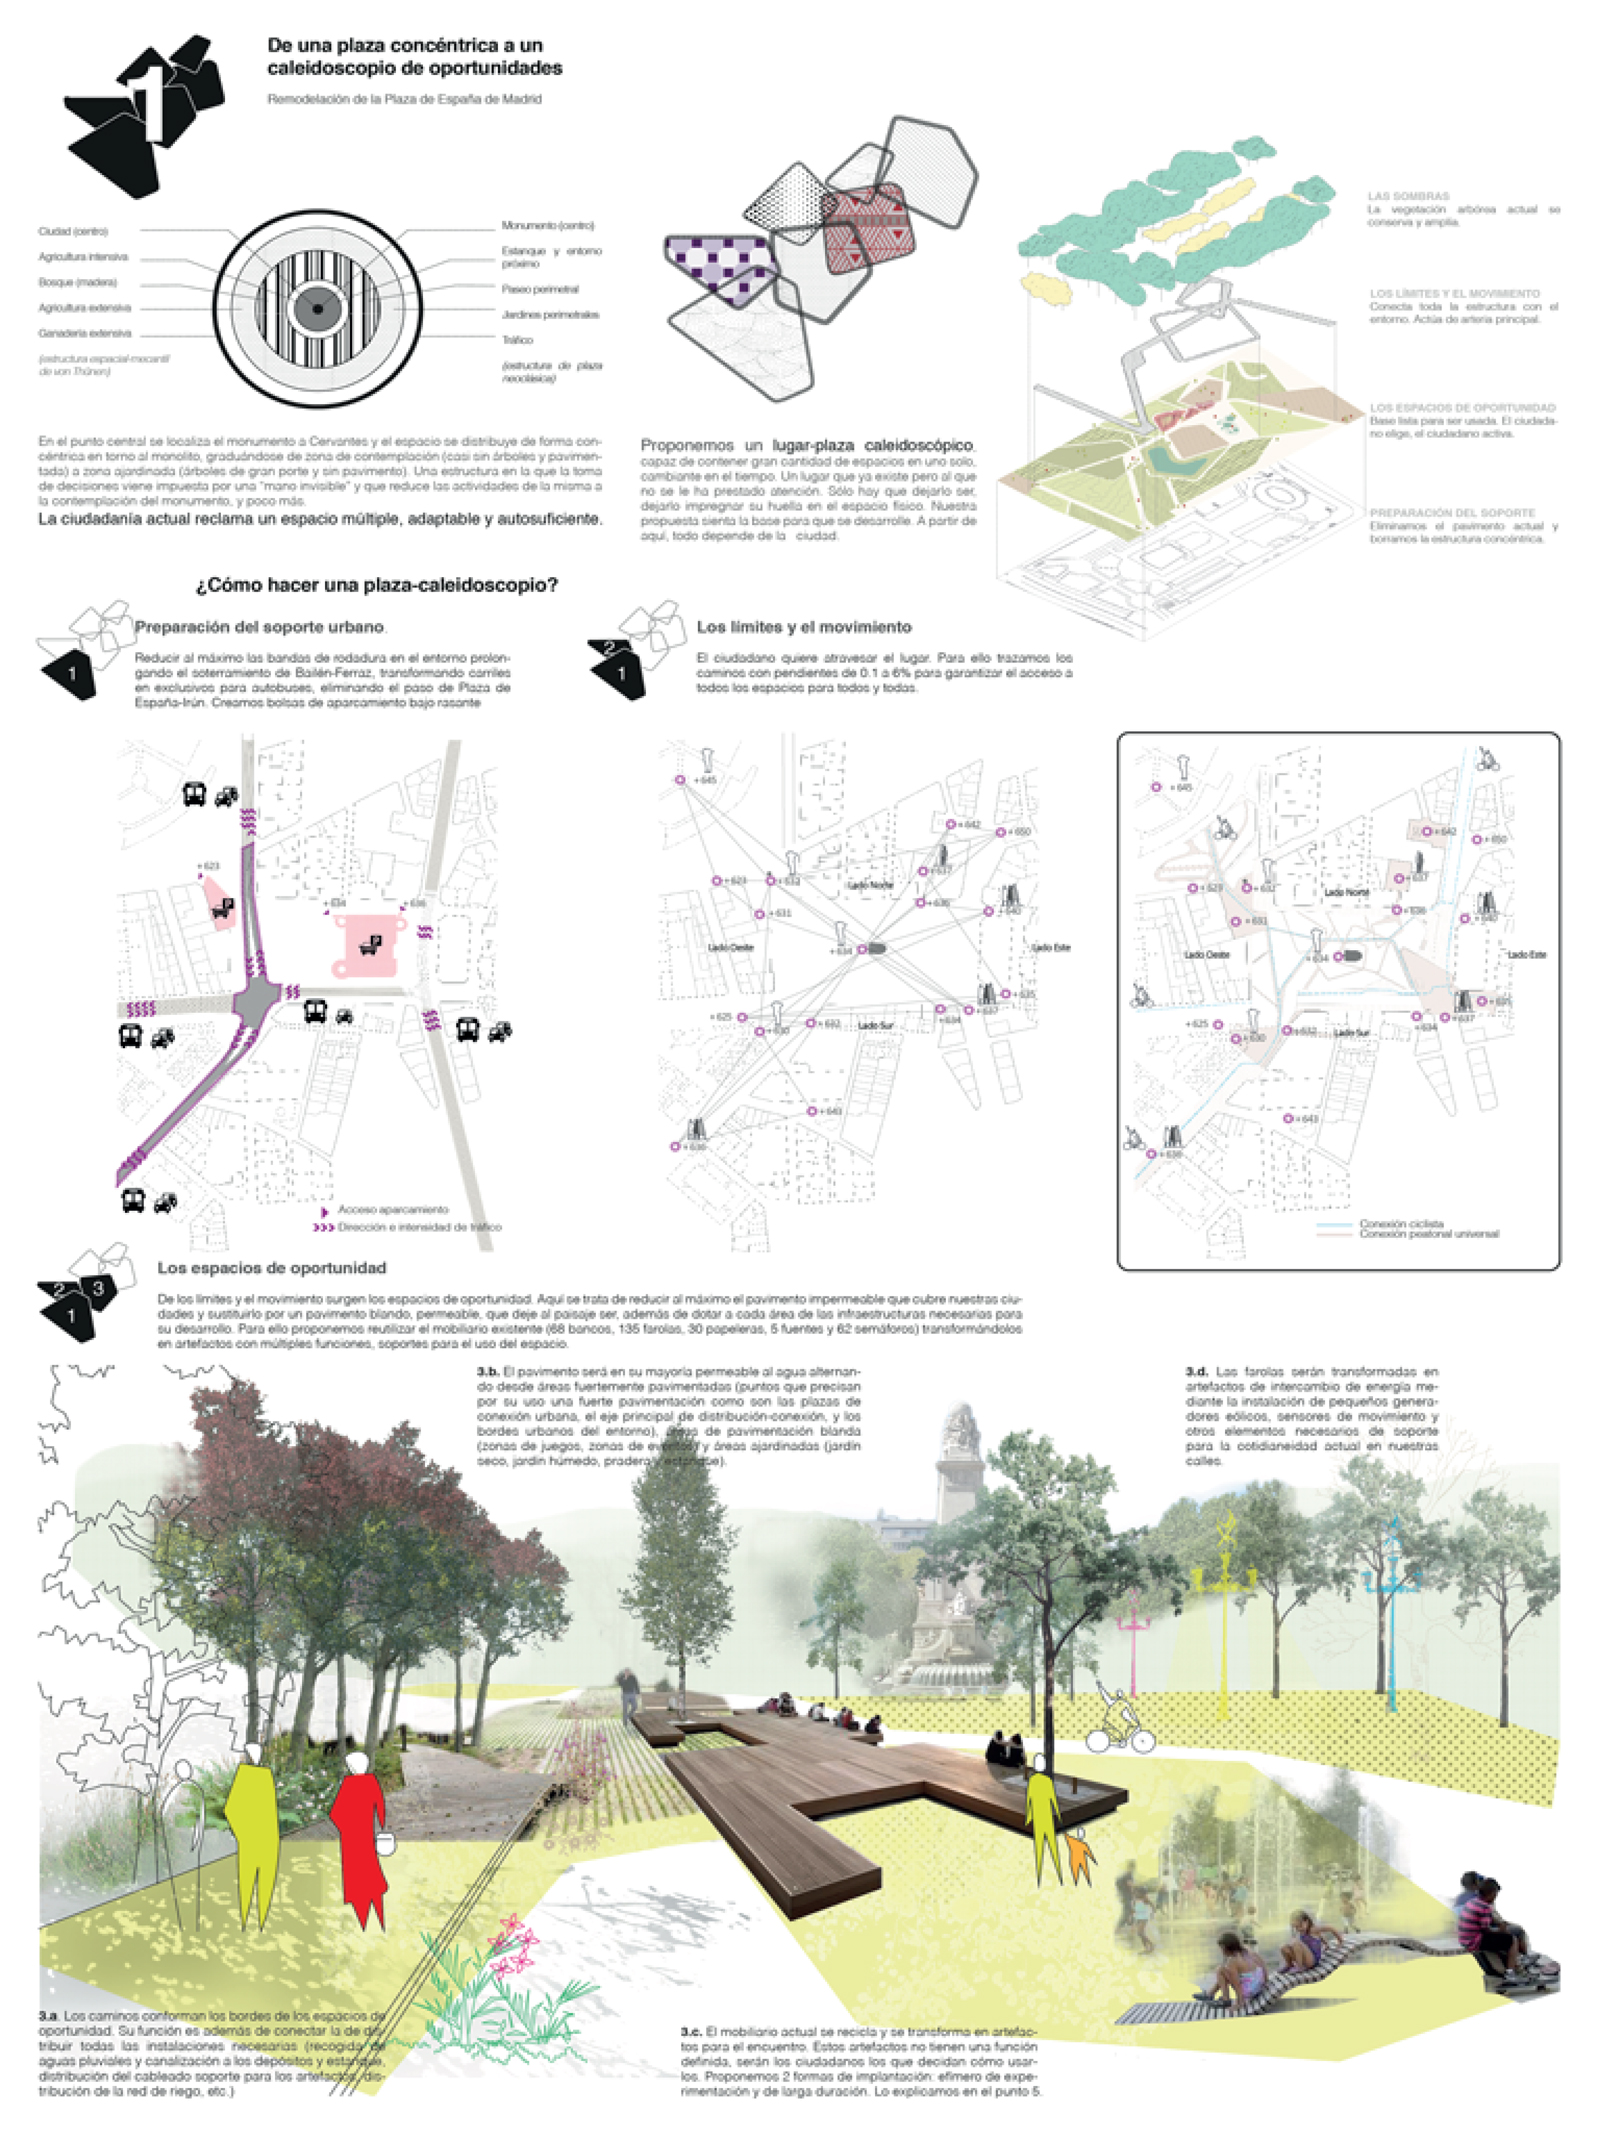 1
De una plaza concéntrica a un
caleidoscopio de oportunidades
Remodelación de la Plaza de España de Madrid
Ciudad (centro)
Agricultura intensiva
Bosque (madera)
Agricultura extensiva
Ganadería extensiva
(estructura espacial-mecantil
de von Thünen)
Monumento (centro)
Estanque y entorno
próximo
Paseo perimetral
Jardines perimetrales
Tráfico
(estructura de plaza
neoclásica)
En el punto central se localiza el monumento a Cervantes y el espacio se distribuye de forma con-
céntrica en torno al monolito, graduándose de zona de contemplación (casi sin árboles y pavimen-
tada) a zona ajardinada (árboles de gran porte y sin pavimento). Una estructura en la que la toma
de decisiones viene impuesta por una "mano invisible" y que reduce las actividades de la misma a
la contemplación del monumento, y poco más.
La ciudadanía actual reclama un espacio múltiple, adaptable y autosuficiente.
Proponemos un lugar-plaza caleidoscópico,
capaz de contener gran cantidad de espacios en uno solo,
cambiante en el tiempo. Un lugar que ya existe pero al que
no se le ha prestado atención. Sólo hay que dejarlo ser,
dejarlo impregnar su huella en el espacio físico. Nuestra
propuesta sienta la base para que se desarrolle. A partir de
aquí, todo depende de la ciudad.
LAS SOMBRAS
La vegetación arbórea actual se
conserva y amplía.
LOS LÍMITES Y EL MOVIMIENTO
Conecta toda la estructura con el
entorno. Actúa de arteria principal.
LOS ESPACIOS DE OPORTUNIDAD
Base lista para ser usada. El ciudada-
no elige, el ciudadano activa.
PREPARACIÓN DEL SOPORTE
Eliminamos el pavimento actual y
borramos la estructura concéntrica.
¿Cómo hacer una plaza-caleidoscopio?
1
Preparación del soporte urbano.
Reducir al máximo las bandas de rodadura en el entorno prolon-
gando el soterramiento de Bailén-Ferraz, transformando carriles
en exclusivos para autobuses, eliminando el paso de Plaza de
España-Irún. Creamos bolsas de aparcamiento bajo rasante
2
1
Los límites y el movimiento
El ciudadano quiere atravesar el lugar. Para ello trazamos los
caminos con pendientes de 0.1 a 6% para garantizar el acceso a
todos los espacios para todos y todas.
+623
+634
+636
Acceso aparcamiento
Dirección e intensidad de tráfico
+645
+642
+650
+623
+632
+637
Lado Norte
+631
+636
+640
Lado Oeste
+634
Lado Este
+635
+625
+630
+632
Lado Sur
+634
+637
+643
+638
+645
+642
+650
+623
+632
+637
Lado Norte
+631
+636
+640
Lado Oeste
+634
Lado Este
+635
+625
+630
+632
Lado Sur
+634
+637
+643
+638
Conexión ciclista
Conexión peatonal universal
2
3
1
Los espacios de oportunidad
De los límites y el movimiento surgen los espacios de oportunidad. Aquí se trata de reducir al máximo el pavimento impermeable que cubre nuestras ciu-
dades y sustituirlo por un pavimento blando, permeable, que deje al paisaje ser, además de dotar a cada área de las infraestructuras necesarias para
su desarrollo. Para ello proponemos reutilizar el mobiliario existente (68 bancos, 135 farolas, 30 papeleras, 5 fuentes y 62 semáforos) transformándolos
en artefactos con múltiples funciones, soportes para el uso del espacio.
3.b. El pavimento será en su mayoría permeable al agua alternan-
do desde áreas fuertemente pavimentadas (puntos que precisan
por su uso una fuerte pavimentación como son las plazas de
conexión urbana, el eje principal de distribución-conexión, y los
bordes urbanos del entorno), áreas de pavimentación blanda
(zonas de juegos, zonas de eventos) y áreas ajardinadas (jardín
seco, jardín húmedo, pradera y estanque).
3.d. Las farolas serán transformadas en
artefactos de intercambio de energía me-
diante la instalación de pequeños genera-
dores eólicos, sensores de movimiento y
otros elementos necesarios de soporte
para la cotidianeidad actual en nuestras
calles.
3.a. Los caminos conforman los bordes de los espacios de
oportunidad. Su función es además de conectar la de dis-
tribuir todas las instalaciones necesarias (recogida de
aguas pluviales y canalización a los depósitos y estanque,
distribución del cableado soporte para los artefactos, dis-
tribución de la red de riego, etc.)
3.c. El mobiliario actual se recicla y se transforma en artefac-
tos para el encuentro. Estos artefactos no tienen una función
definida, serán los ciudadanos los que decidan cómo usar-
los. Proponemos 2 formas de implantación: efímero de expe-
rimentación y de larga duración. Lo explicamos en el punto 5.